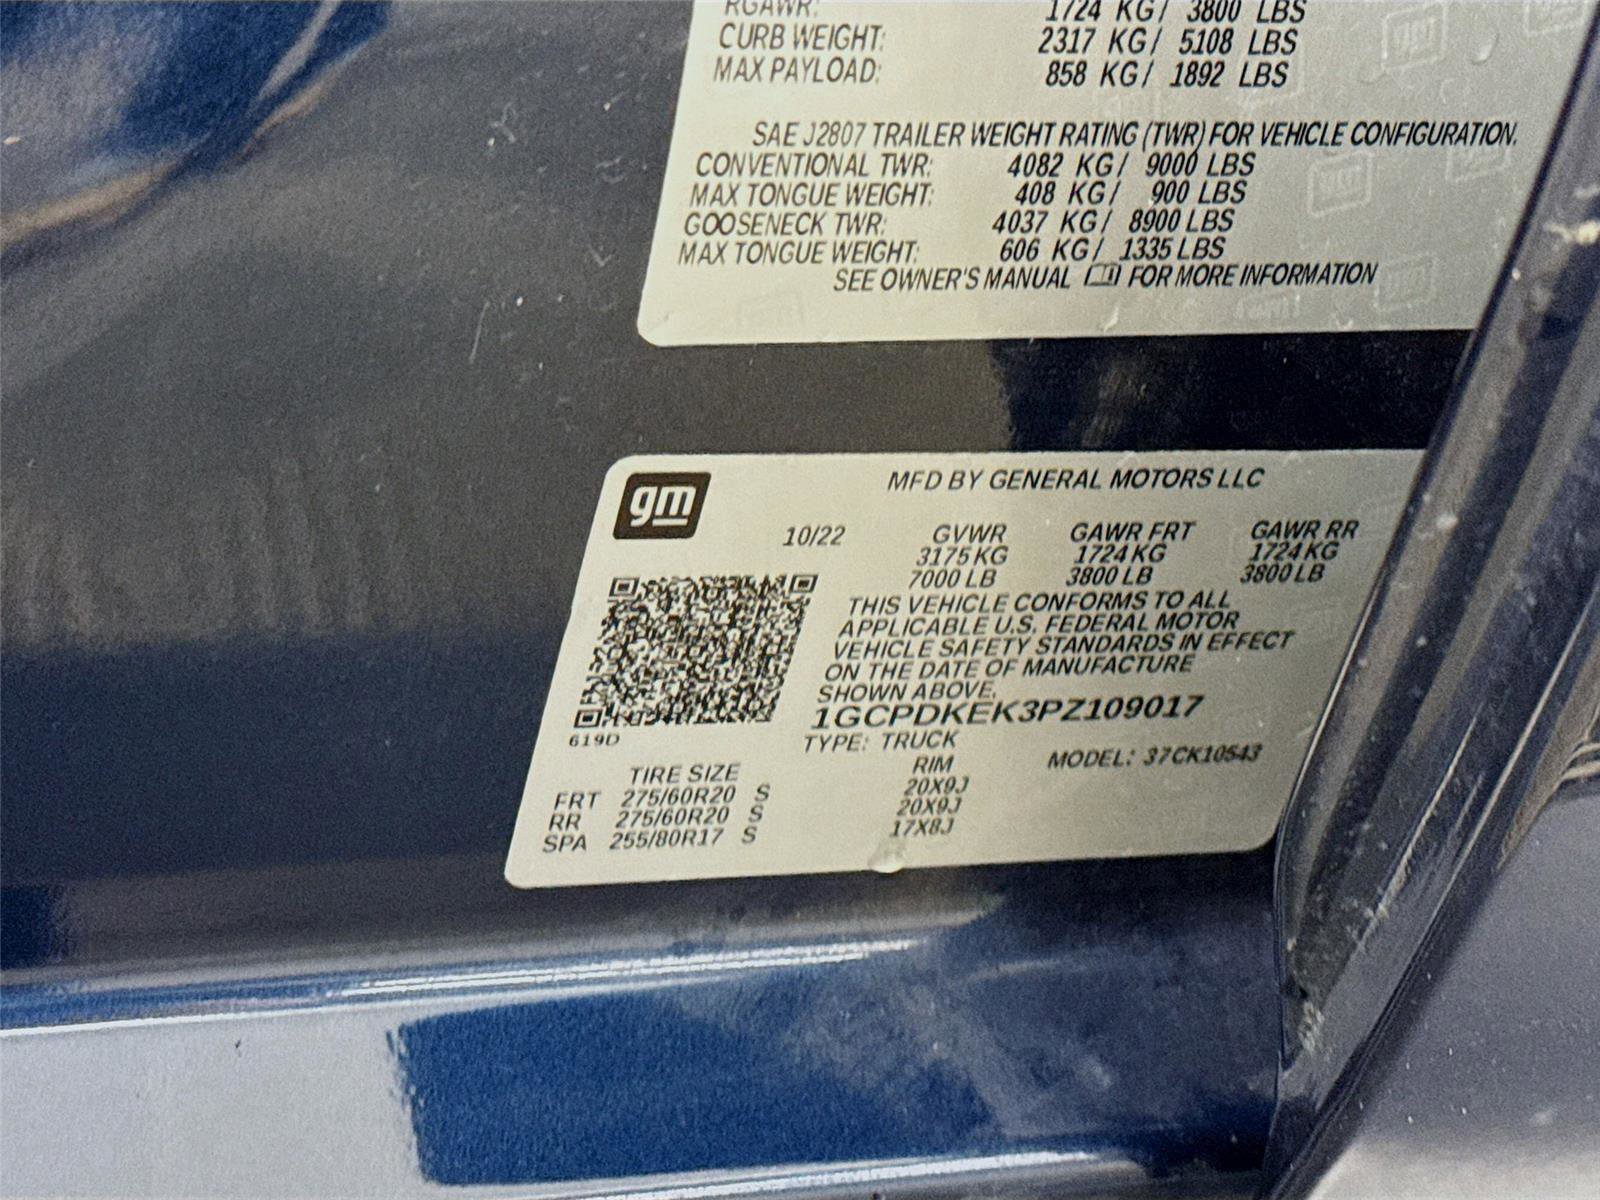 RGAWR: 1724 KG/ 3800 LBS
CURB WEIGHT: 2317 KG/ 5108 LBS
MAX PAYLOAD: 858 KG/ 1892 LBS
SAE J2807 TRAILER WEIGHT RATING (TWR) FOR VEHICLE CONFIGURATION.
CONVENTIONAL TWR: 4082 KG/ 9000 LBS
MAX TONGUE WEIGHT: 408 KG/ 900 LBS
GOOSENECK TWR: 4037 KG/ 8900 LBS
MAX TONGUE WEIGHT: 606 KG/ 1335 LBS
SEE OWNER'S MANUAL FOR MORE INFORMATION
gm
MFD BY GENERAL MOTORS LLC
10/22 GVWR GAWR FRT GAWR RR
3175 KG 1724 KG 1724 KG
7000 LB 3800 LB 3800 LB
THIS VEHICLE CONFORMS TO ALL
APPLICABLE U.S. FEDERAL MOTOR
VEHICLE SAFETY STANDARDS IN EFFECT
ON THE DATE OF MANUFACTURE
SHOWN ABOVE.
1GCPDKEK3PZ109017
619D
TYPE: TRUCK MODEL: 37CK10543
TIRE SIZE RIM
FRT 275/60R20 S 20X9J
RR 275/60R20 S 20X9J
SPA 255/80R17 S 17X8J